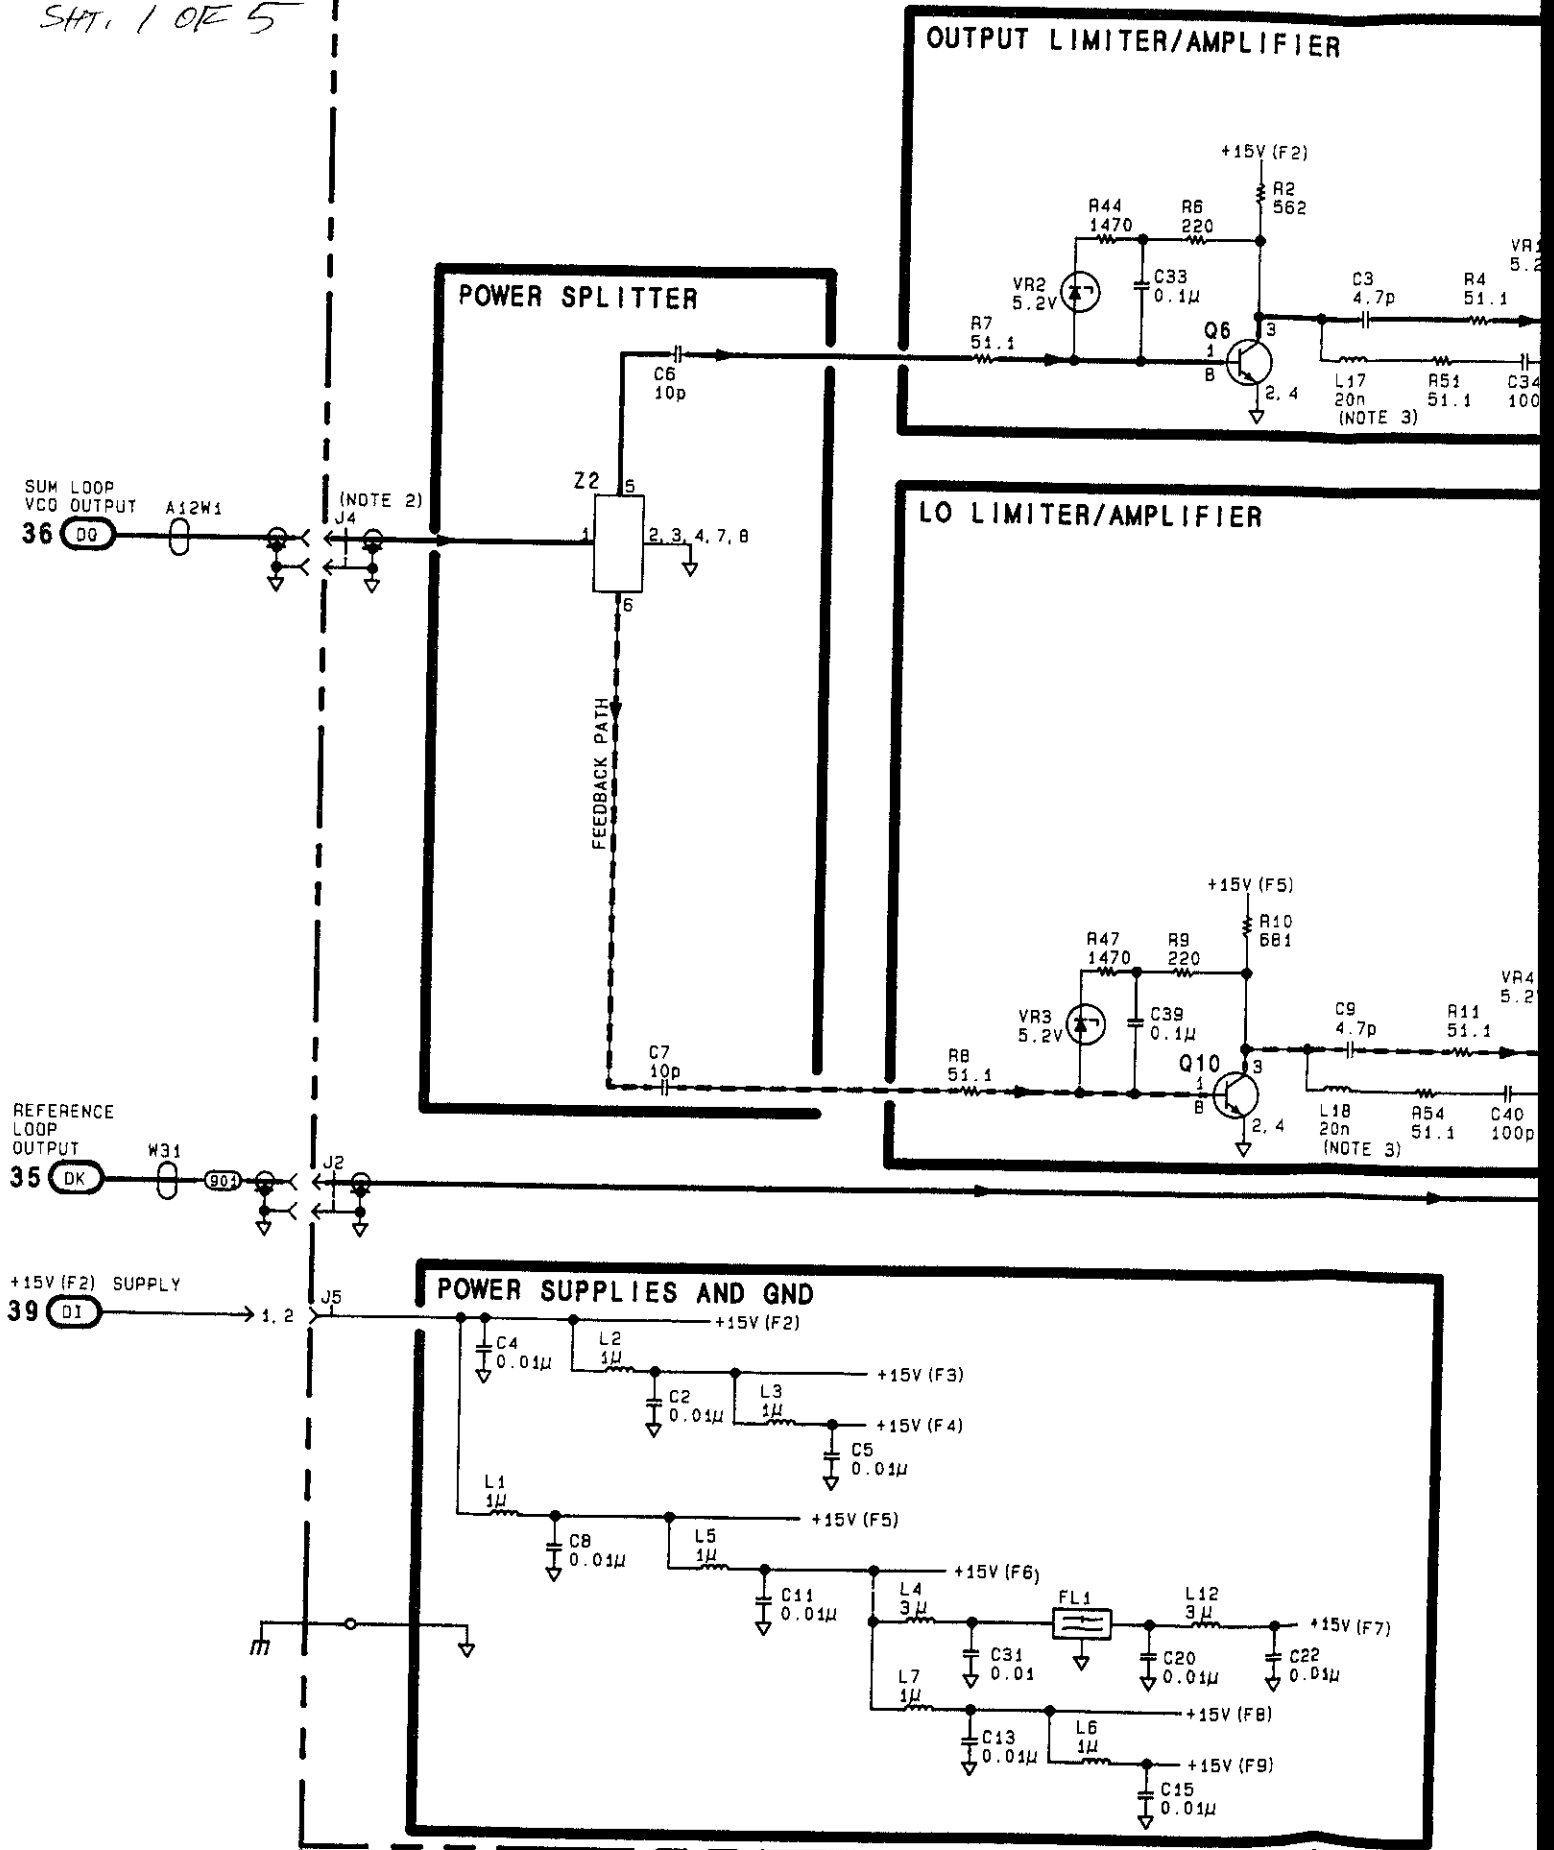 SHT. 1 OF 5
OUTPUT LIMITER/AMPLIFIER
+15V (F2)
R2
562
R44
1470
R6
220
VR2
5.2V
C33
0.1µ
R7
51.1
Q6
1
B
3
2, 4
C3
4.7p
R4
51.1
VR1
5.2
L17
20n
(NOTE 3)
R51
51.1
C34
100
POWER SPLITTER
C6
10p
Z2
5
1
2, 3, 4, 7, 8
6
FEEDBACK PATH
C7
10p
SUM LOOP
VCO OUTPUT
36 DQ
A12W1
(NOTE 2)
J4
LO LIMITER/AMPLIFIER
+15V (F5)
R10
681
R47
1470
R9
220
VR3
5.2V
C39
0.1µ
R8
51.1
Q10
1
B
3
2, 4
C9
4.7p
R11
51.1
VR4
5.2
L18
20n
(NOTE 3)
R54
51.1
C40
100p
REFERENCE
LOOP
OUTPUT
35 DK
W31
901
J2
+15V (F2) SUPPLY
39 DI
1, 2
J5
POWER SUPPLIES AND GND
+15V (F2)
C4
0.01µ
L2
1µ
+15V (F3)
C2
0.01µ
L3
1µ
+15V (F4)
C5
0.01µ
L1
1µ
+15V (F5)
C8
0.01µ
L5
1µ
+15V (F6)
C11
0.01µ
L4
3µ
FL1
L12
3µ
+15V (F7)
C31
0.01
C20
0.01µ
C22
0.01µ
L7
1µ
+15V (F8)
C13
0.01µ
L6
1µ
+15V (F9)
C15
0.01µ